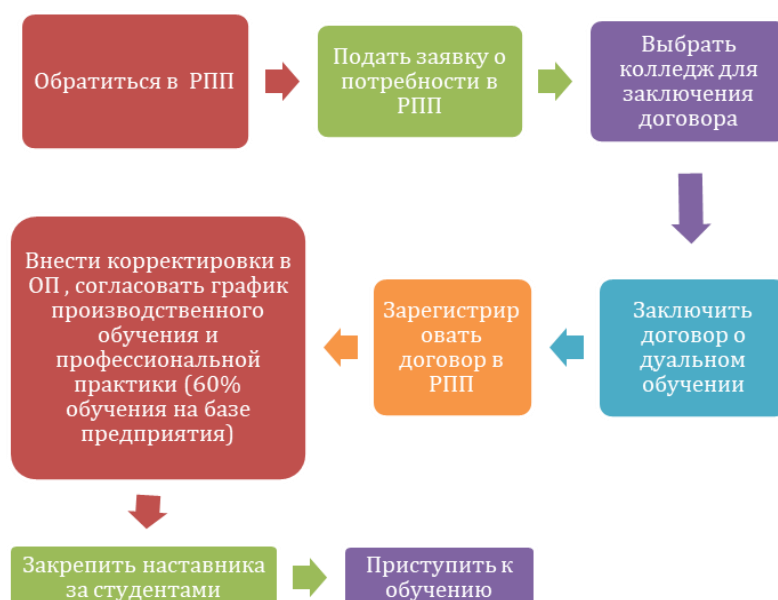 Обратиться в РПП
Подать заявку о
потребности в
РПП
Выбрать
колледж для
заключения
договора
Заключить
договор о
дуальном
обучении
Зарегистрир
овать
договор в
РПП
Внести корректировки в
ОП , согласовать график
производственного
обучения и
профессиональной
практики (60%
обучения на базе
предприятия)
Закрепить наставника
за студентами
Приступить к
обучению